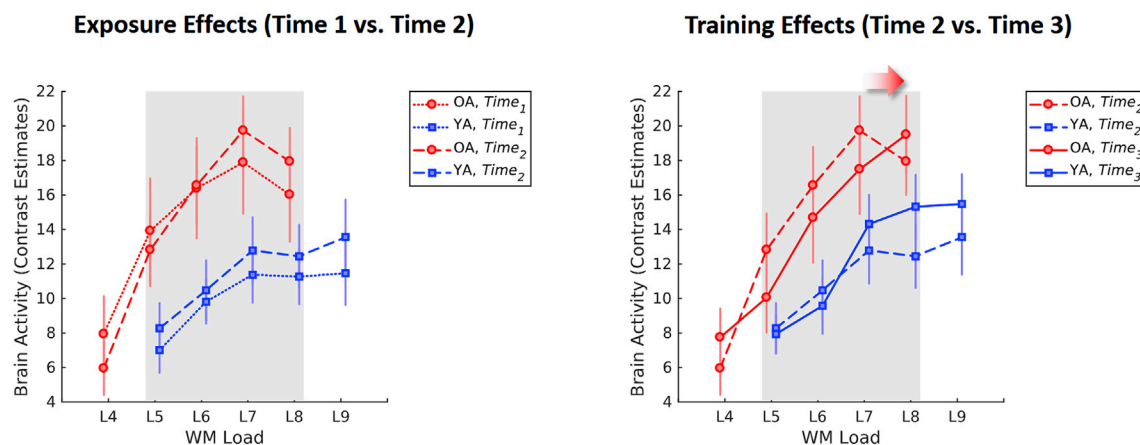 Exposure Effects (Time 1 vs. Time 2)
Brain Activity (Contrast Estimates)
22
20
18
16
14
12
10
8
6
4
L4 L5 L6 L7 L8 L9
WM Load
OA, Time1
YA, Time1
OA, Time2
YA, Time2
Training Effects (Time 2 vs. Time 3)
Brain Activity (Contrast Estimates)
22
20
18
16
14
12
10
8
6
4
L4 L5 L6 L7 L8 L9
WM Load
OA, Time2
YA, Time2
OA, Time3
YA, Time3